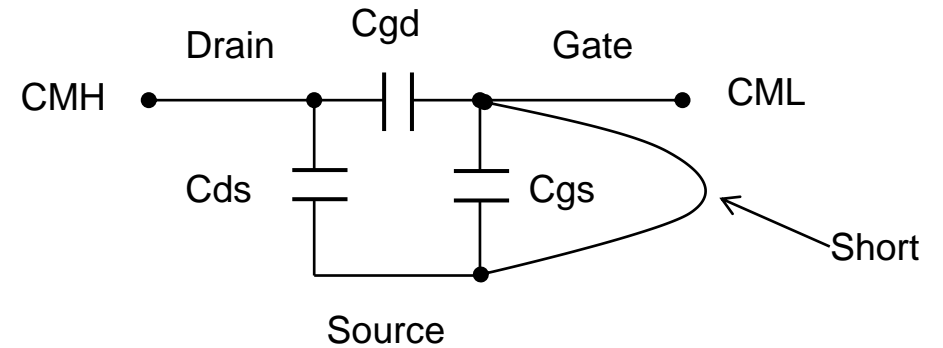 Cgd
Drain
Gate
CMH
CML
Cds
Cgs
Short
Source